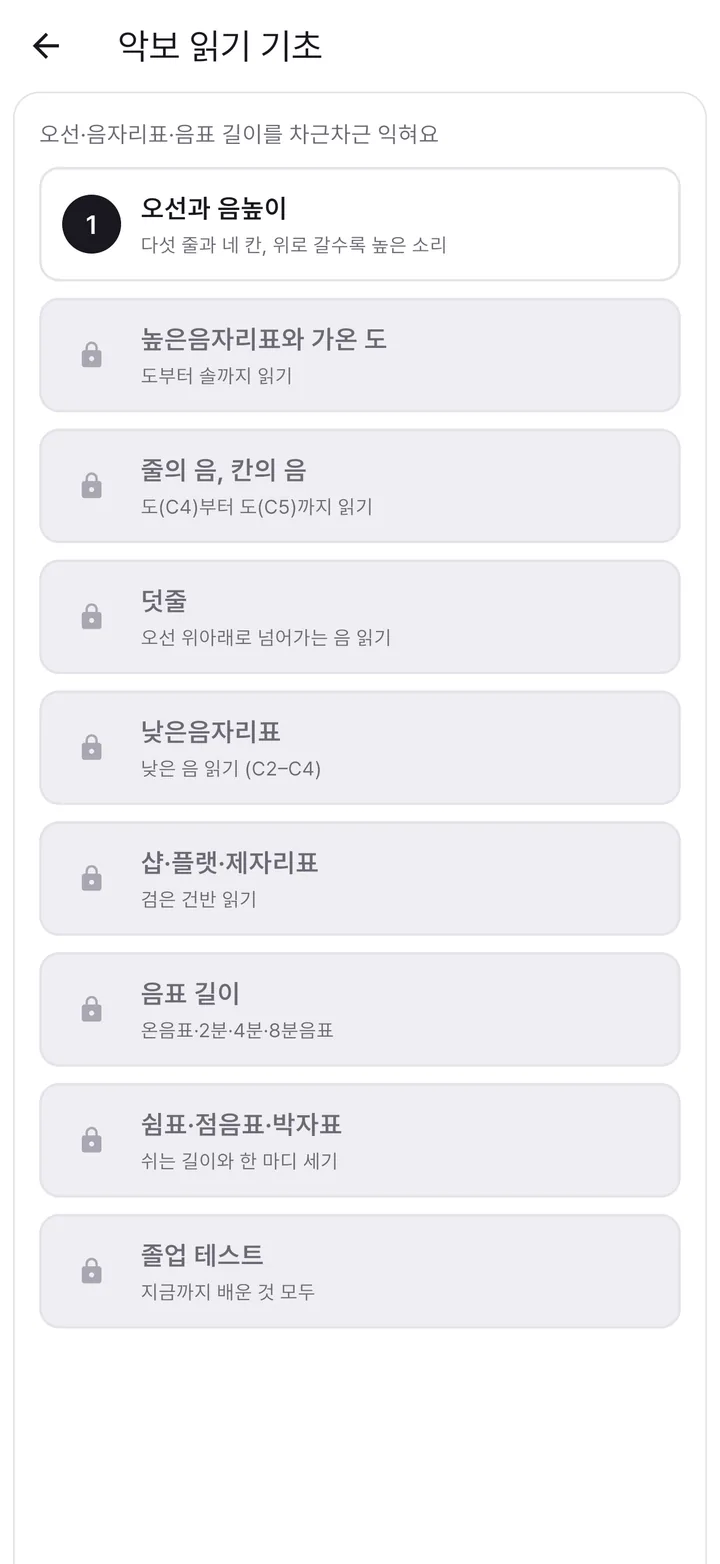 악보 읽기 기초
오선·음자리표·음표 길이를 차근차근 익혀요
1
오선과 음높이
다섯 줄과 네 칸, 위로 갈수록 높은 소리
높은음자리표와 가온 도
도부터 솔까지 읽기
줄의 음, 칸의 음
도(C4)부터 도(C5)까지 읽기
덧줄
오선 위아래로 넘어가는 음 읽기
낮은음자리표
낮은 음 읽기 (C2–C4)
샵·플랫·제자리표
검은 건반 읽기
음표 길이
온음표·2분·4분·8분음표
쉼표·점음표·박자표
쉬는 길이와 한 마디 세기
졸업 테스트
지금까지 배운 것 모두